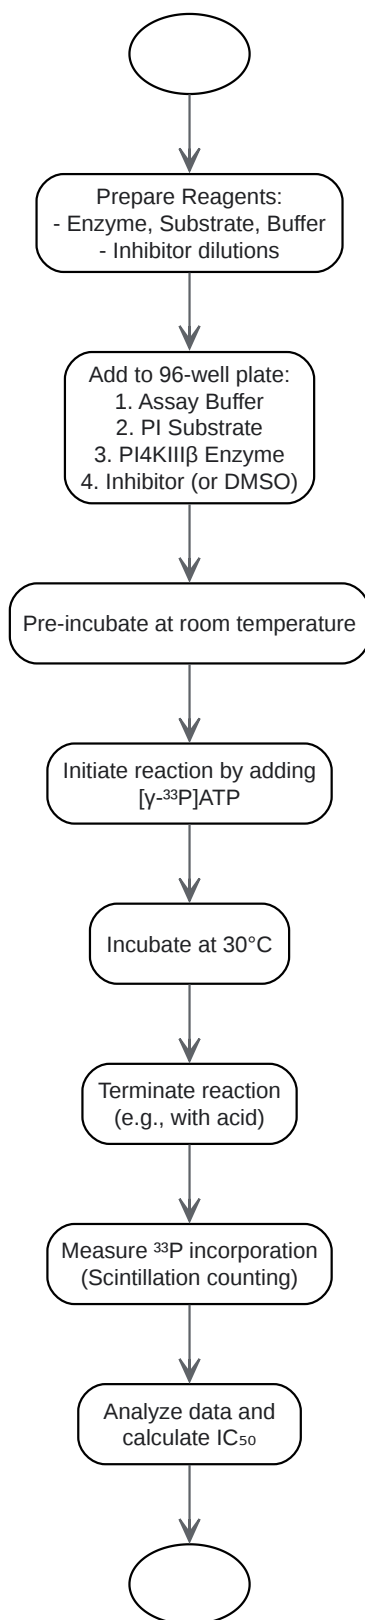 Prepare Reagents:
- Enzyme, Substrate, Buffer
- Inhibitor dilutions
Add to 96-well plate:
1. Assay Buffer
2. PI Substrate
3. PI4KIIIβ Enzyme
4. Inhibitor (or DMSO)
Pre-incubate at room temperature
Initiate reaction by adding
[γ-³³P]ATP
Incubate at 30°C
Terminate reaction
(e.g., with acid)
Measure ³³P incorporation
(Scintillation counting)
Analyze data and
calculate IC₅₀